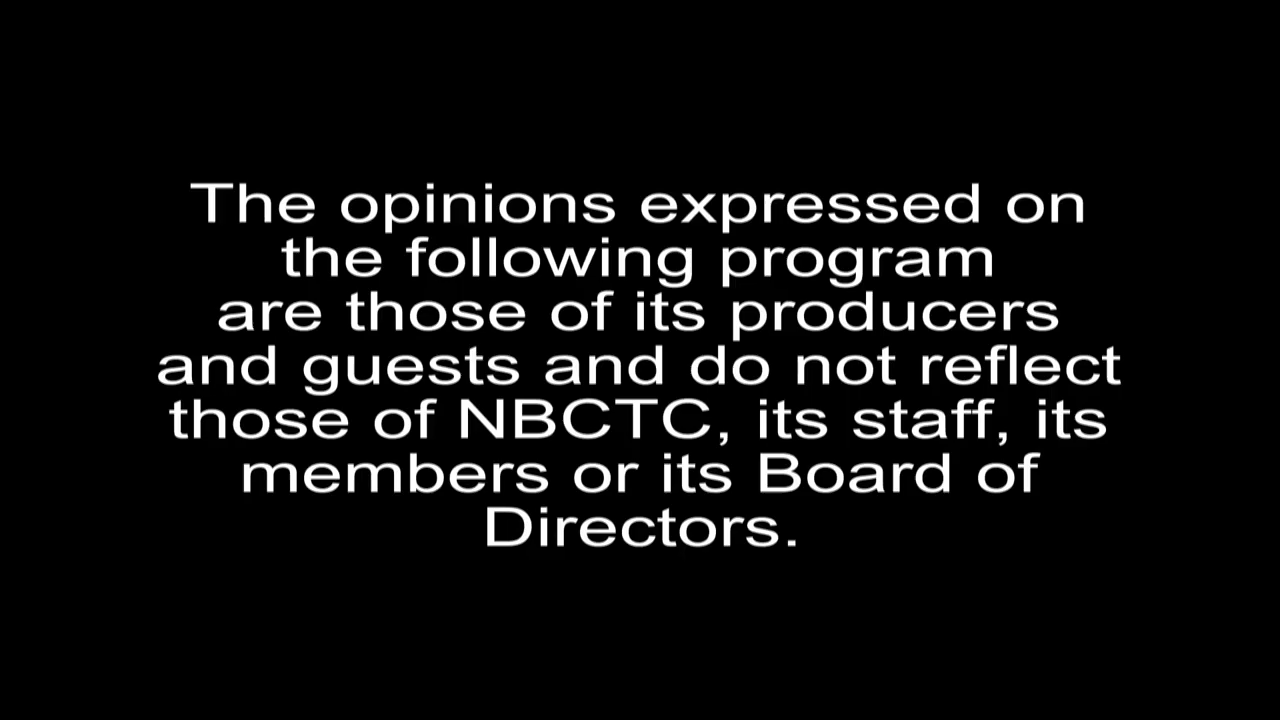 The opinions expressed on
the following program
are those of its producers
and guests and do not reflect
those of NBCTC, its staff, its
members or its Board of
Directors.